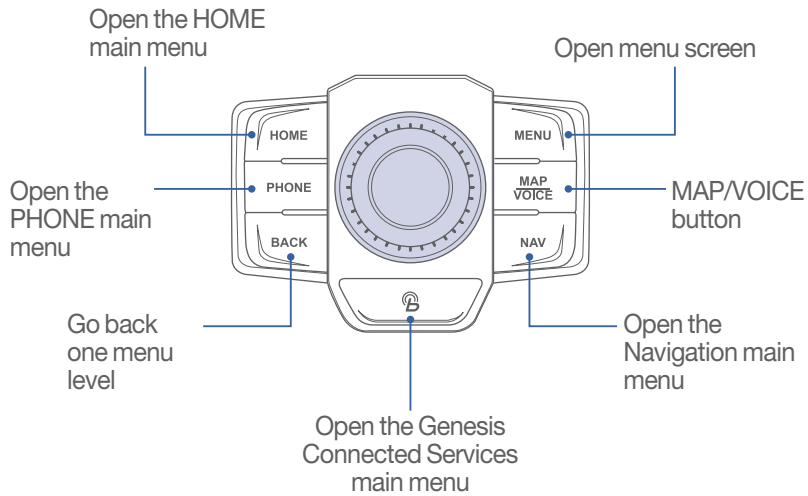 Open the HOME
main menu
Open menu screen
HOME
MENU
Open the
PHONE main
menu
PHONE
MAP
VOICE
MAP/VOICE
button
BACK
NAV
Go back
one menu
level
Open the
Navigation main
menu
Open the Genesis
Connected Services
main menu